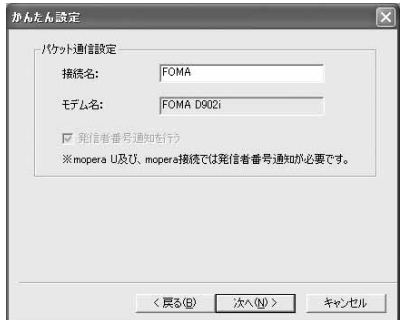 かんたん設定
パケット通信設定
接続名: FOMA
モデム名: FOMA D902i
発信者番号通知を行う
※mopera U及び、mopera接続では発信者番号通知が必要です。
< 戻る(B) 次へ(N) > キャンセル